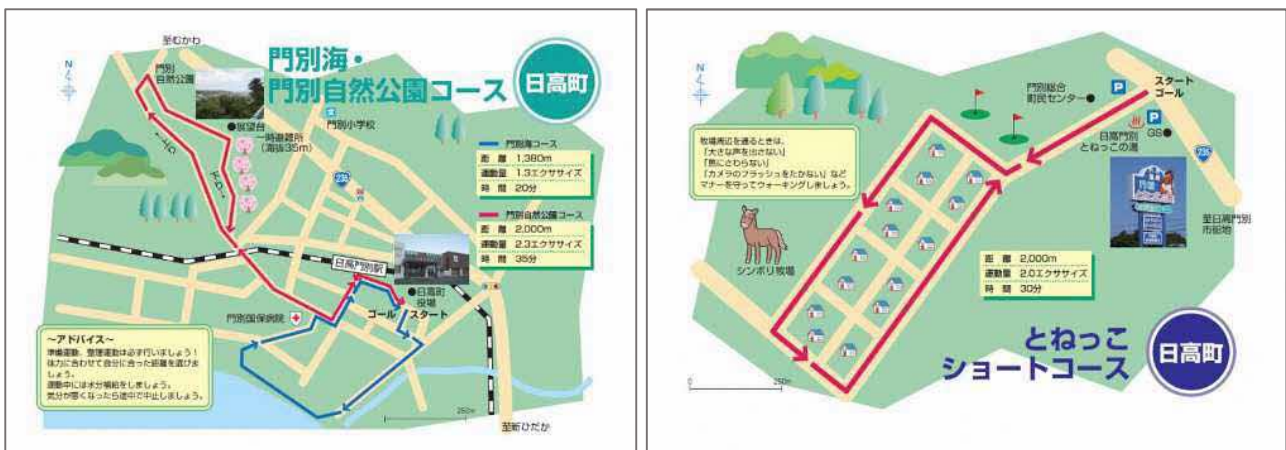 至むかわ
門別海・
門別自然公園コース
日高町
N
門別
自然公園
●展望台
一時避難所
(海抜35m)
上り
下り
文
門別小学校
235
門別海コース
距 離 1,380m
運動量 1.3エクササイズ
時 間 20分
門別自然公園コース
距 離 2,000m
運動量 2.3エクササイズ
時 間 35分
日高門別駅
●日高町
役場
ゴール スタート
門別国保病院
~アドバイス~
準備運動、整理運動は必ず行いましょう!
体力に合わせて自分に合った距離を選びま
しょう。
運動中には水分補給をしましょう。
気分が悪くなったら途中で中止しましょう。
250m
至新ひだか
N
門別総合
町民センター●
P
スタート
ゴール
P
GS●
日高門別
とねっこの湯
235
至日高門別
市街地
牧場周辺を通るときは、
「大きな声を出さない」
「馬にさわらない」
「カメラのフラッシュをたかない」など
マナーを守ってウォーキングしましょう。
シンボリ牧場
距 離 2,000m
運動量 2.0エクササイズ
時 間 30分
とねっこ
ショートコース
日高町
0
250m